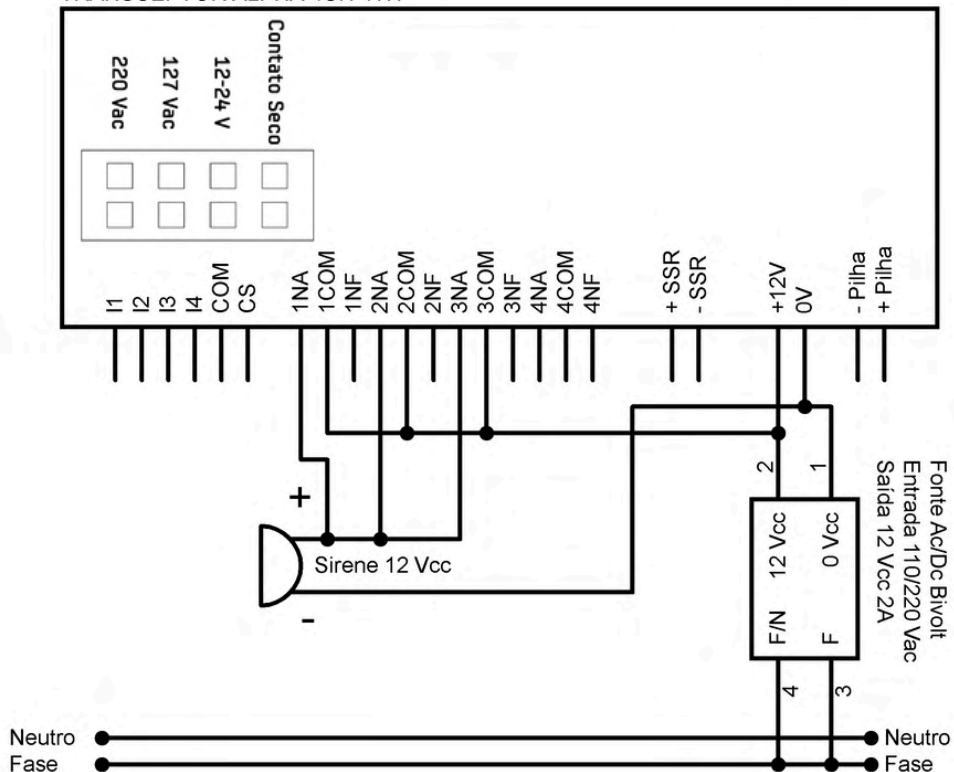 220 Vac
127 Vac
12-24 V
Contato Seco
I1
I2
I3
I4
COM
CS
1NA
1COM
1NF
2NA
2COM
2NF
3NA
3COM
3NF
4NA
4COM
4NF
+ SSR
- SSR
+12V
0V
- Pilha
+ Pilha
+
Sirene 12 Vcc
-
2
1
12 Vcc
0 Vcc
F/N
F
4
3
Fonte Ac/Dc Bivolt
Entrada 110/220 Vac
Saída 12 Vcc 2A
Neutro
Neutro
Fase
Fase